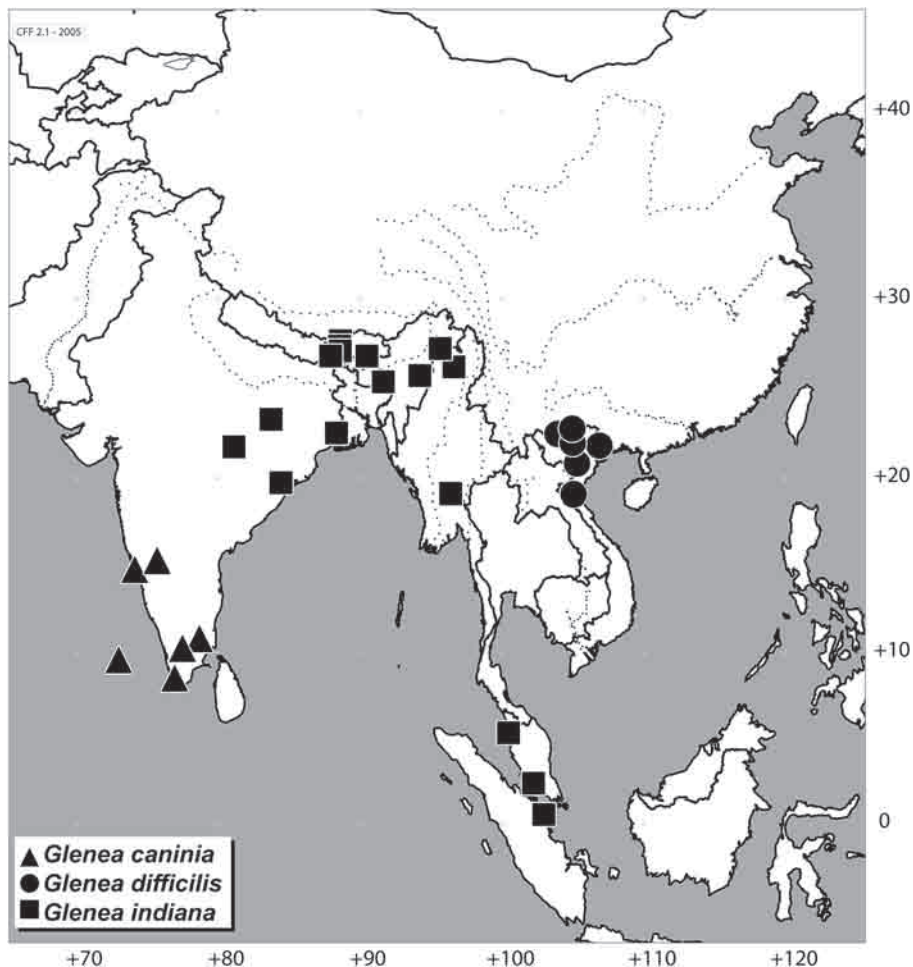 CFF 2.1 - 2005
+40
+30
+20
+10
0
Glenea caninia
Glenea difficilis
Glenea indiana
+70 +80 +90 +100 +110 +120